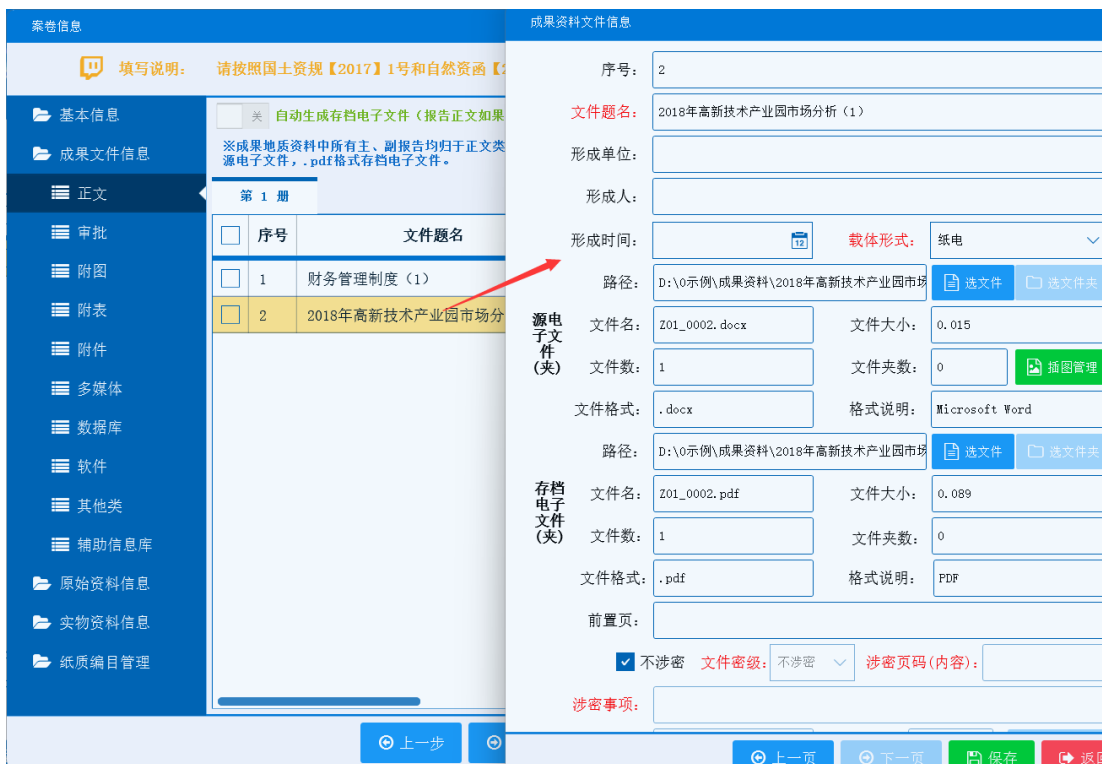 案卷信息
填写说明： 请按照国土资规【2017】1号和自然资函【2
基本信息
成果文件信息
正文
审批
附图
附表
附件
多媒体
数据库
软件
其他类
辅助信息库
原始资料信息
实物资料信息
纸质编目管理
关 自动生成存档电子文件（报告正文如果
※成果地质资料中所有主、副报告均归于正文类
源电子文件，.pdf格式存档电子文件。
第 1 册
序号 文件题名
1 财务管理制度（1）
2 2018年高新技术产业园市场分
上一步
成果资料文件信息
序号： 2
文件题名： 2018年高新技术产业园市场分析（1）
形成单位：
形成人：
形成时间： 12 载体形式： 纸电
源电子文件(夹)
路径： D:\0示例\成果资料\2018年高新技术产业园市场 选文件 选文件夹
文件名： Z01_0002.docx 文件大小： 0.015
文件数： 1 文件夹数： 0 插图管理
文件格式： .docx 格式说明： Microsoft Word
存档电子文件(夹)
路径： D:\0示例\成果资料\2018年高新技术产业园市场 选文件 选文件夹
文件名： Z01_0002.pdf 文件大小： 0.089
文件数： 1 文件夹数： 0
文件格式： .pdf 格式说明： PDF
前置页：
不涉密 文件密级： 不涉密 涉密页码(内容)：
涉密事项：
上一页 下一页 保存 返回